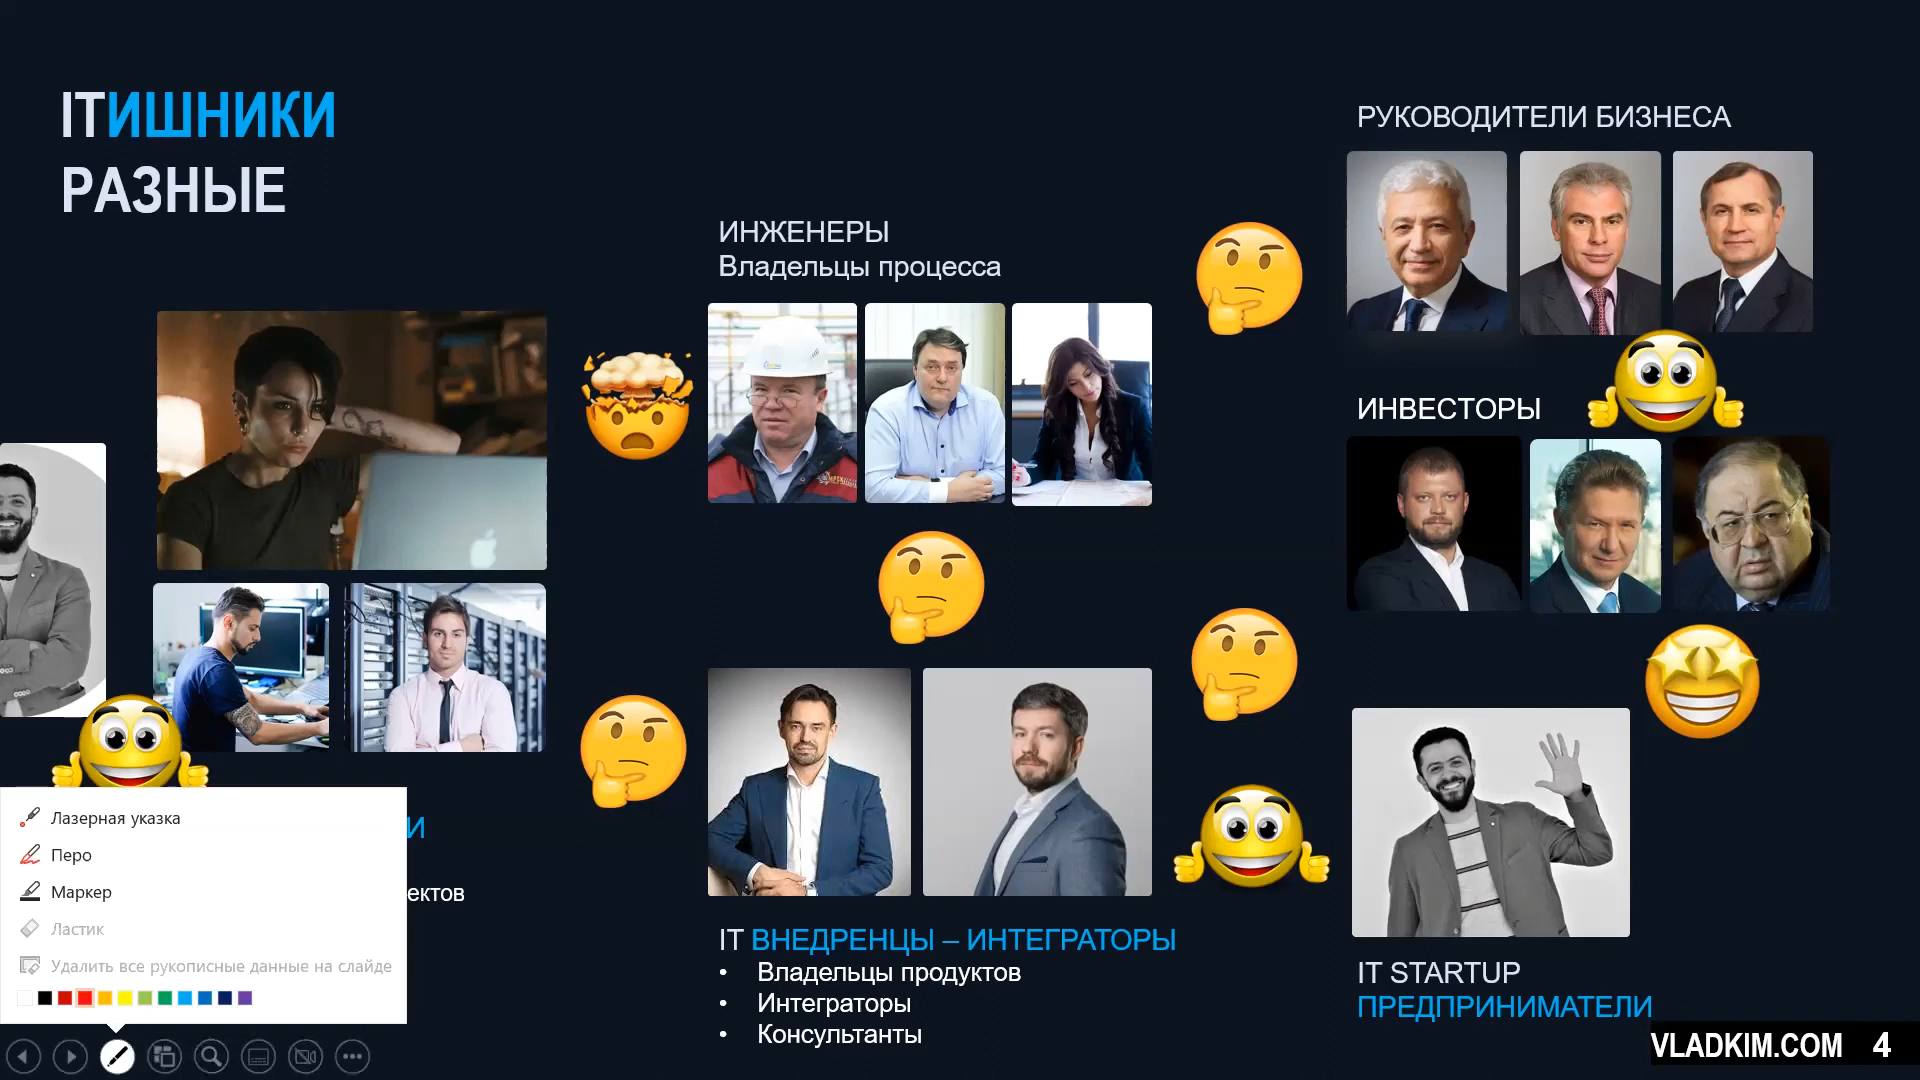 ITИШНИКИ
РАЗНЫЕ
ИНЖЕНЕРЫ
Владельцы процесса
РУКОВОДИТЕЛИ БИЗНЕСА
ИНВЕСТОРЫ
И
ектов
Лазерная указка
Перо
Маркер
Ластик
Удалить все рукописные данные на слайде
IT ВНЕДРЕНЦЫ – ИНТЕГРАТОРЫ
• Владельцы продуктов
• Интеграторы
• Консультанты
IT STARTUP
ПРЕДПРИНИМАТЕЛИ
VLADKIM.COM 4